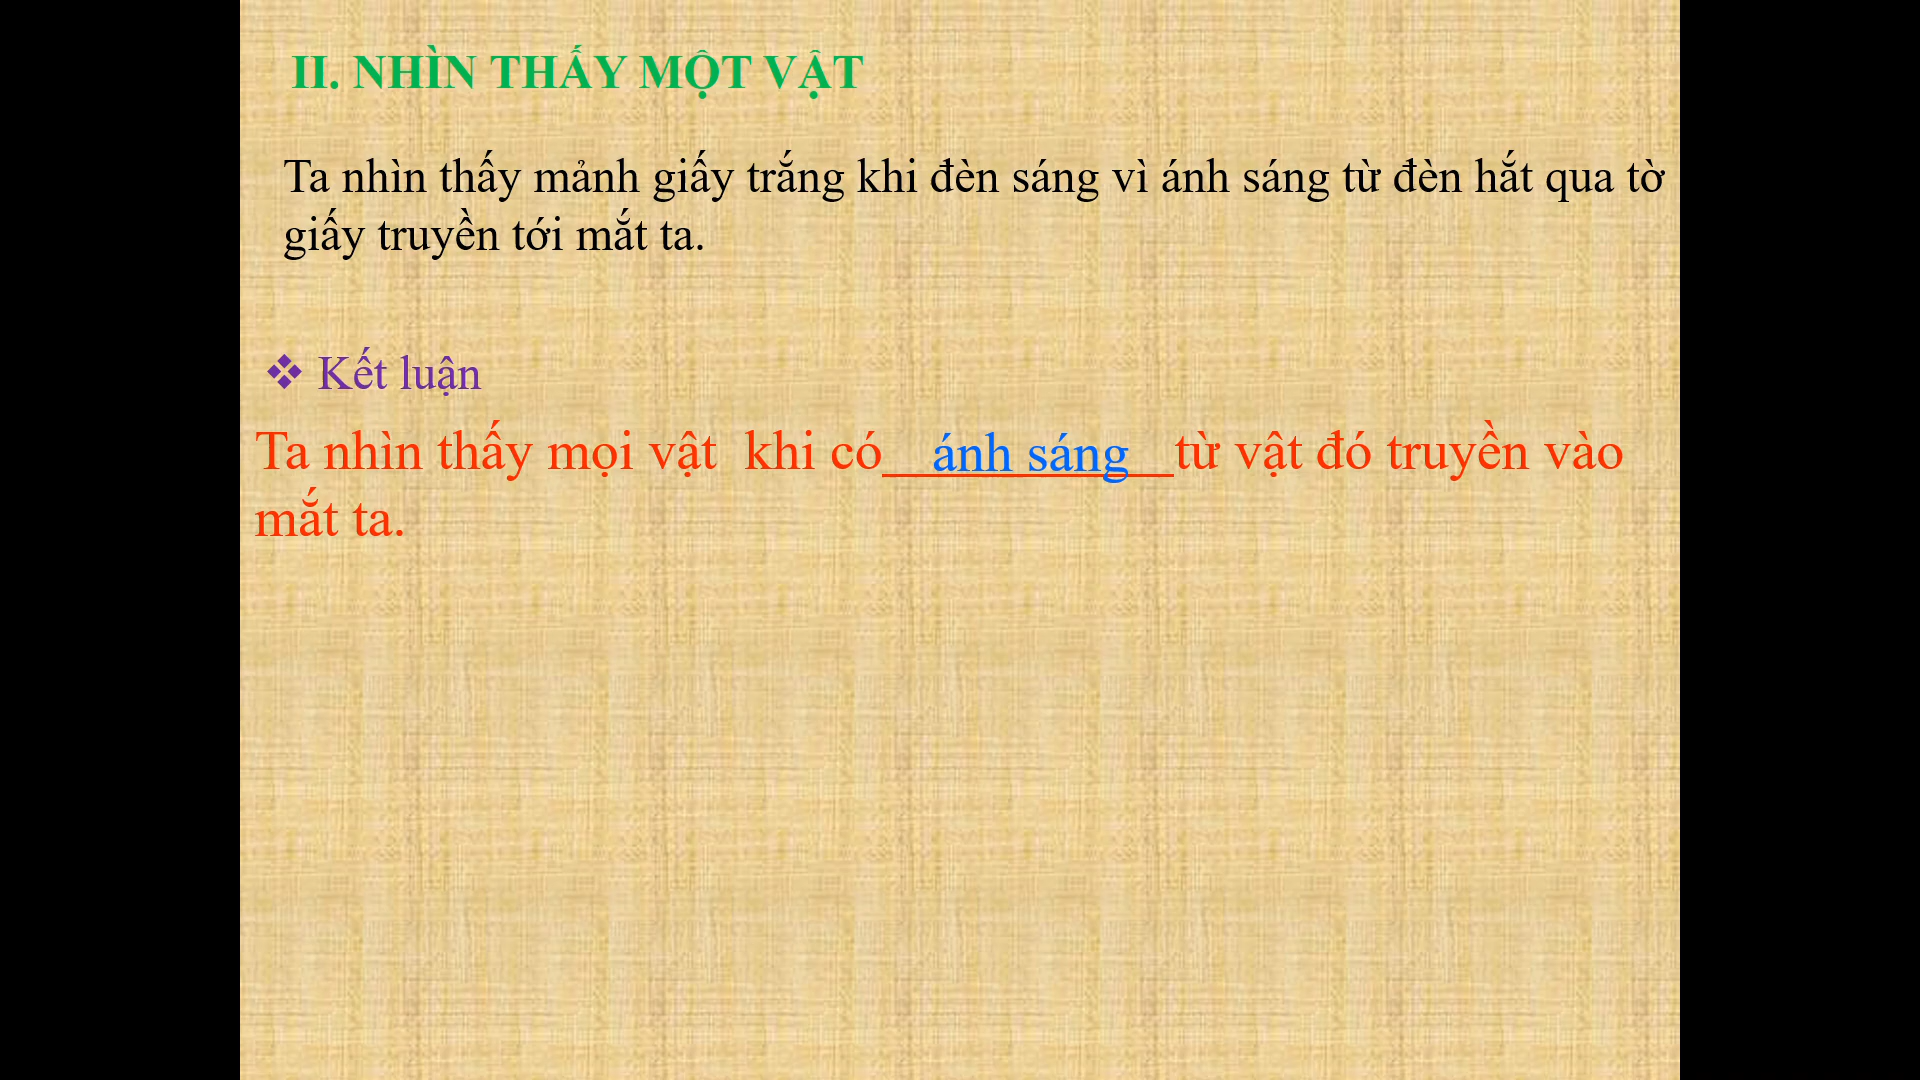 II. NHÌN THẤY MỘT VẬT
Ta nhìn thấy mảnh giấy trắng khi đèn sáng vì ánh sáng từ đèn hắt qua tờ
giấy truyền tới mắt ta.
❖ Kết luận
Ta nhìn thấy mọi vật khi có__ánh sáng__từ vật đó truyền vào
mắt ta.